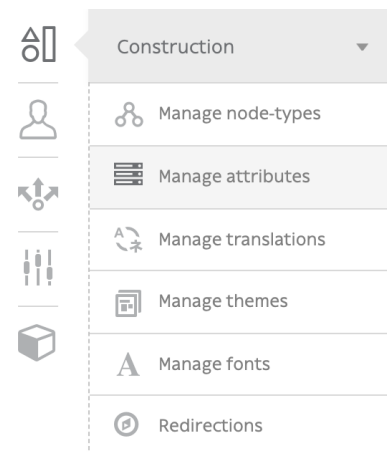 Construction
Manage node-types
Manage attributes
Manage translations
Manage themes
Manage fonts
Redirections